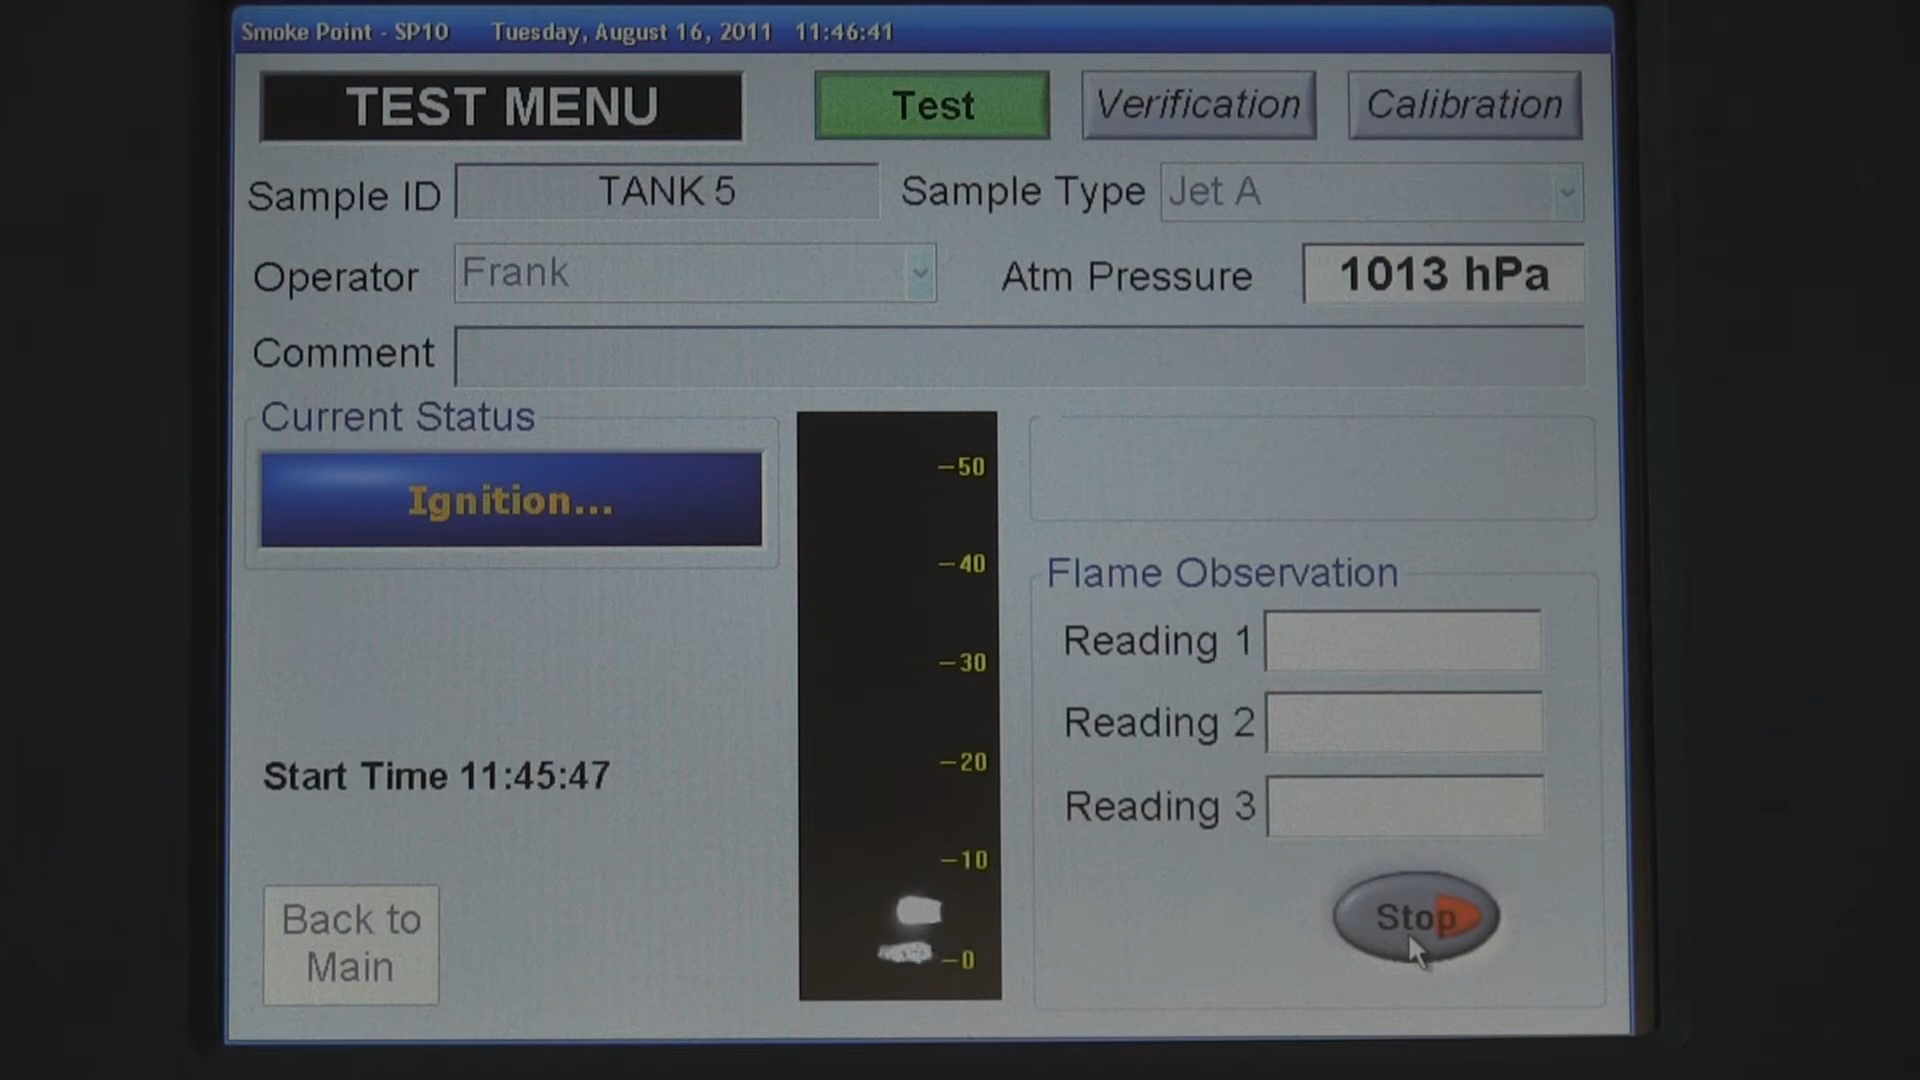 Smoke Point - SP10 Tuesday, August 16, 2011 11:46:41
TEST MENU Test Verification Calibration
Sample ID TANK 5 Sample Type Jet A
Operator Frank Atm Pressure 1013 hPa
Comment
Current Status
Ignition...
50
40
30
20
10
0
Flame Observation
Reading 1
Reading 2
Reading 3
Start Time 11:45:47
Back to
Main
Stop